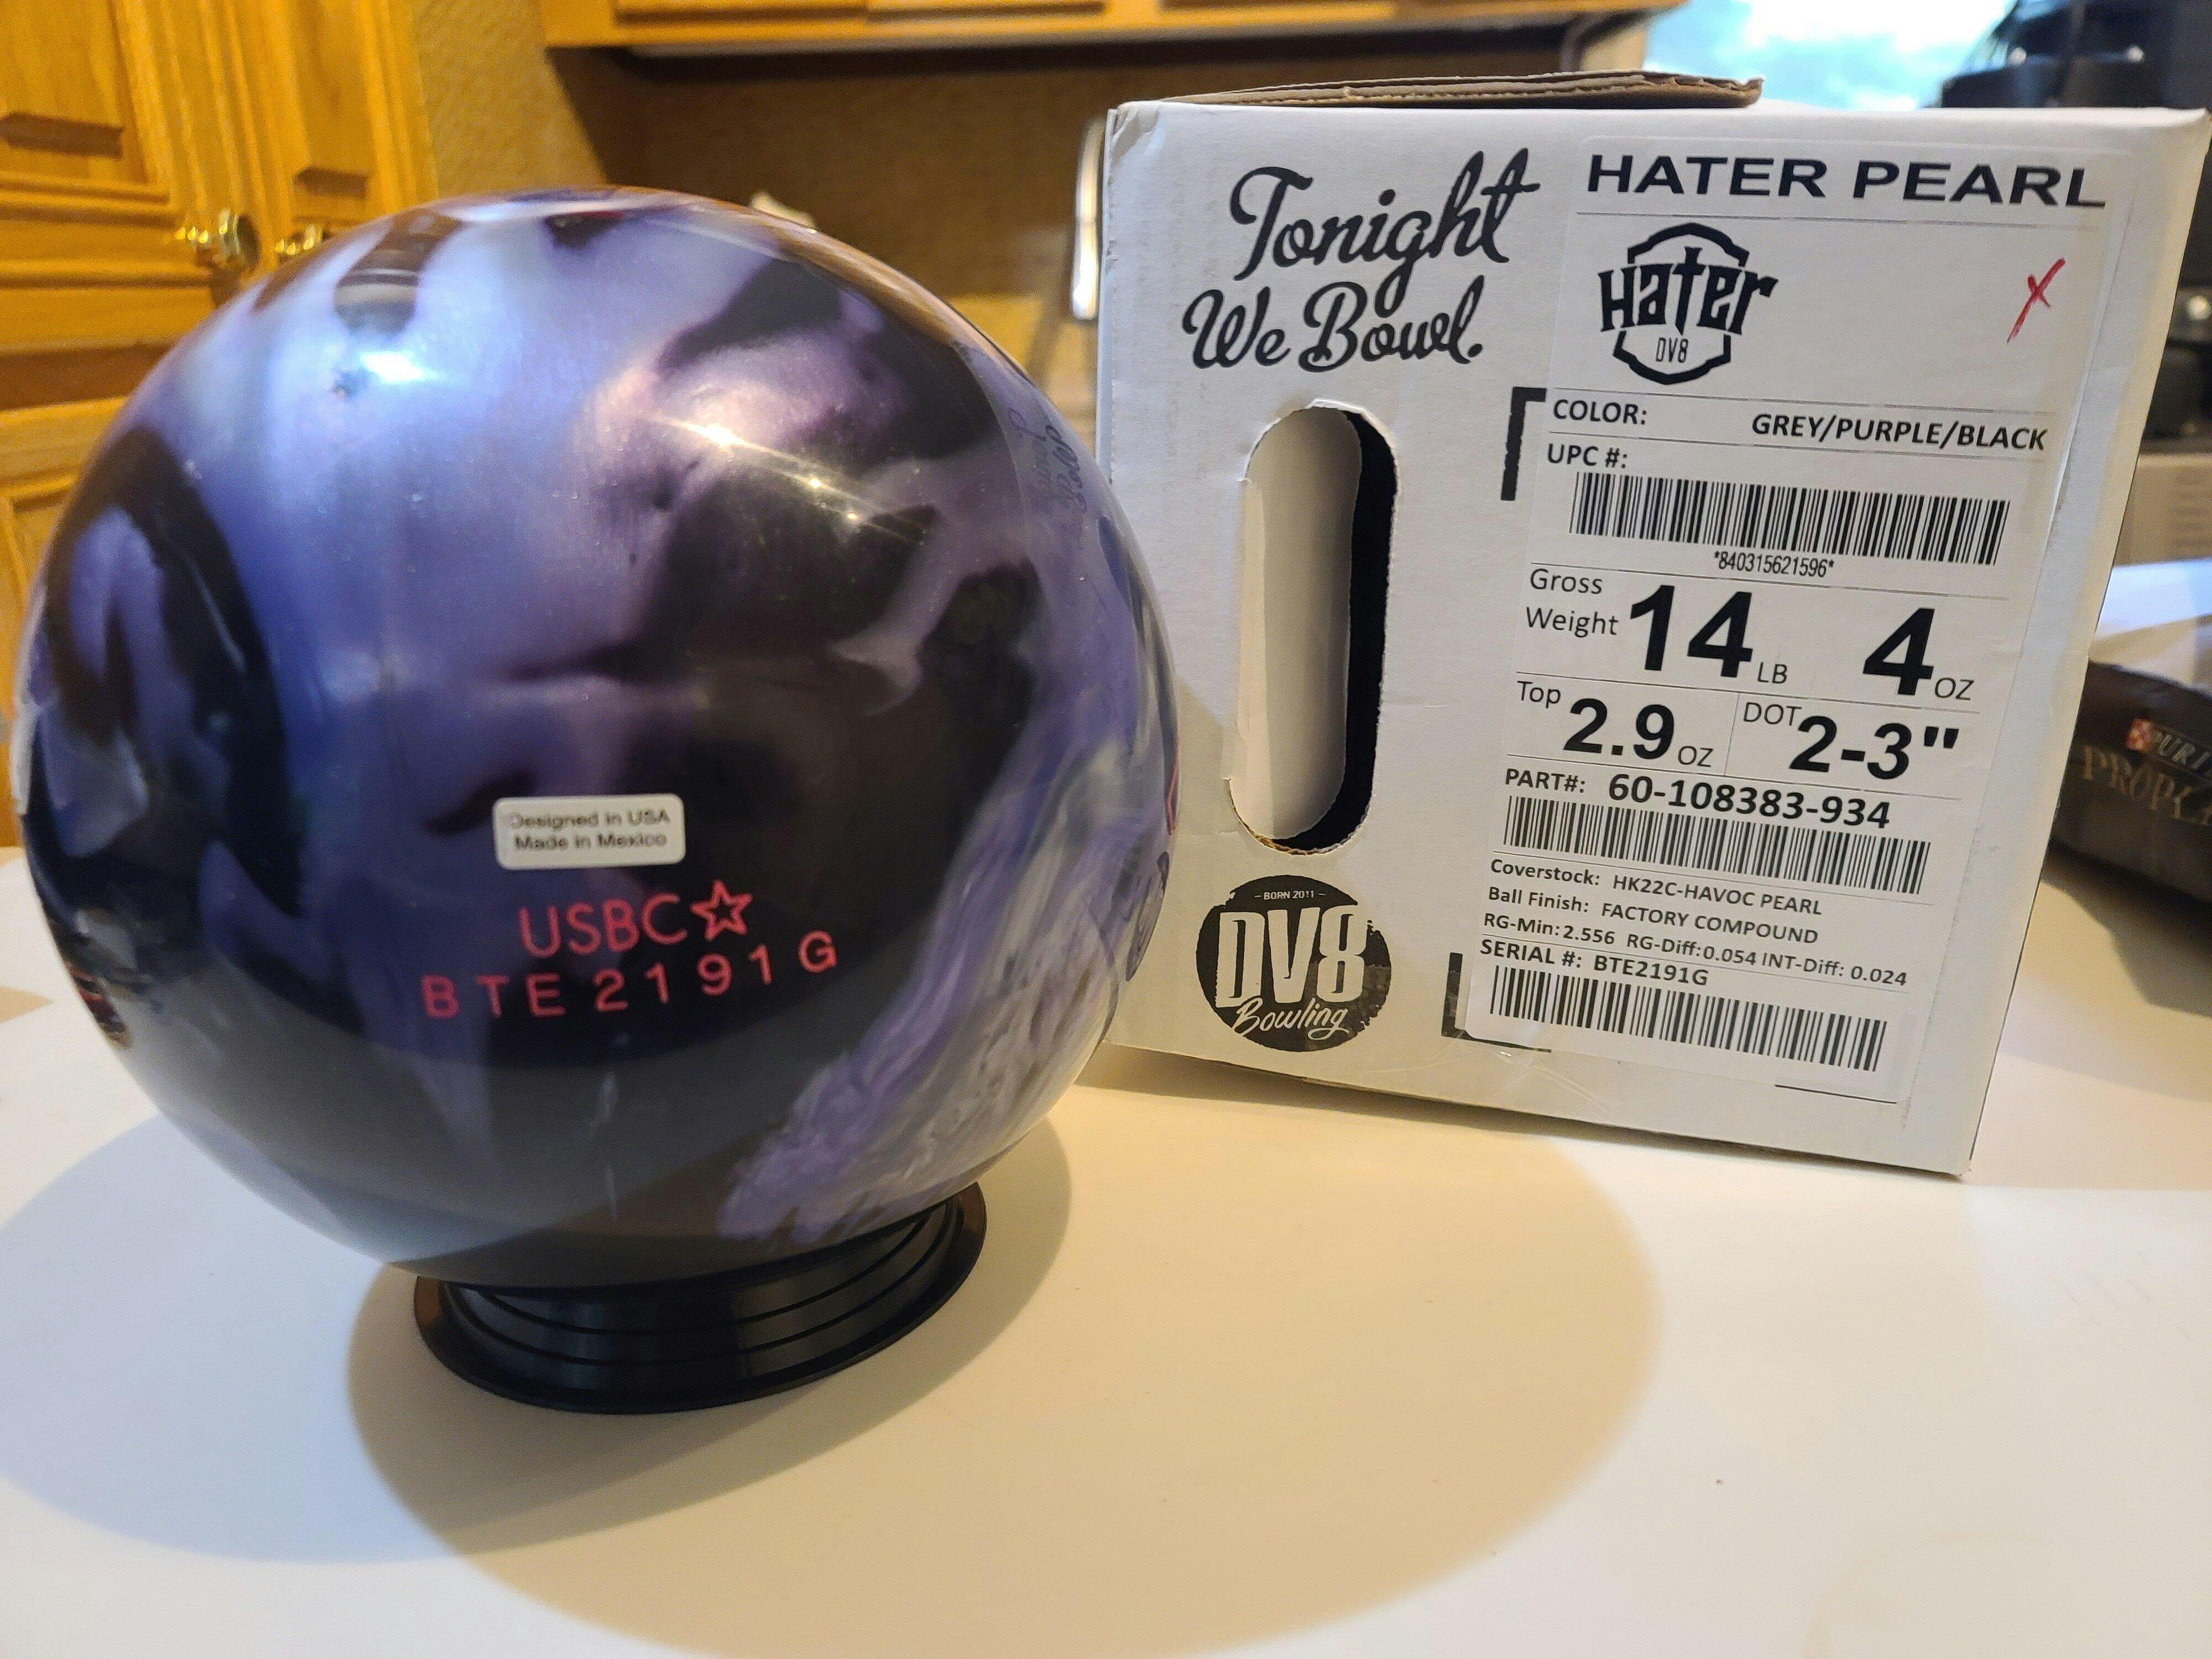 Designed in USA
Made in Mexico
USBC
BTE2191G
Tonight
We Bowl.
BORN 2011
DV8
Bowling
HATER PEARL
Hater
DV8
X
COLOR: GREY/PURPLE/BLACK
UPC #:
*840315621596*
Gross
Weight 14 LB 4 OZ
Top 2.9 OZ DOT 2-3"
PART#: 60-108383-934
Coverstock: HK22C-HAVOC PEARL
Ball Finish: FACTORY COMPOUND
RG-Min: 2.556 RG-Diff: 0.054 INT-Diff: 0.024
SERIAL #: BTE2191G